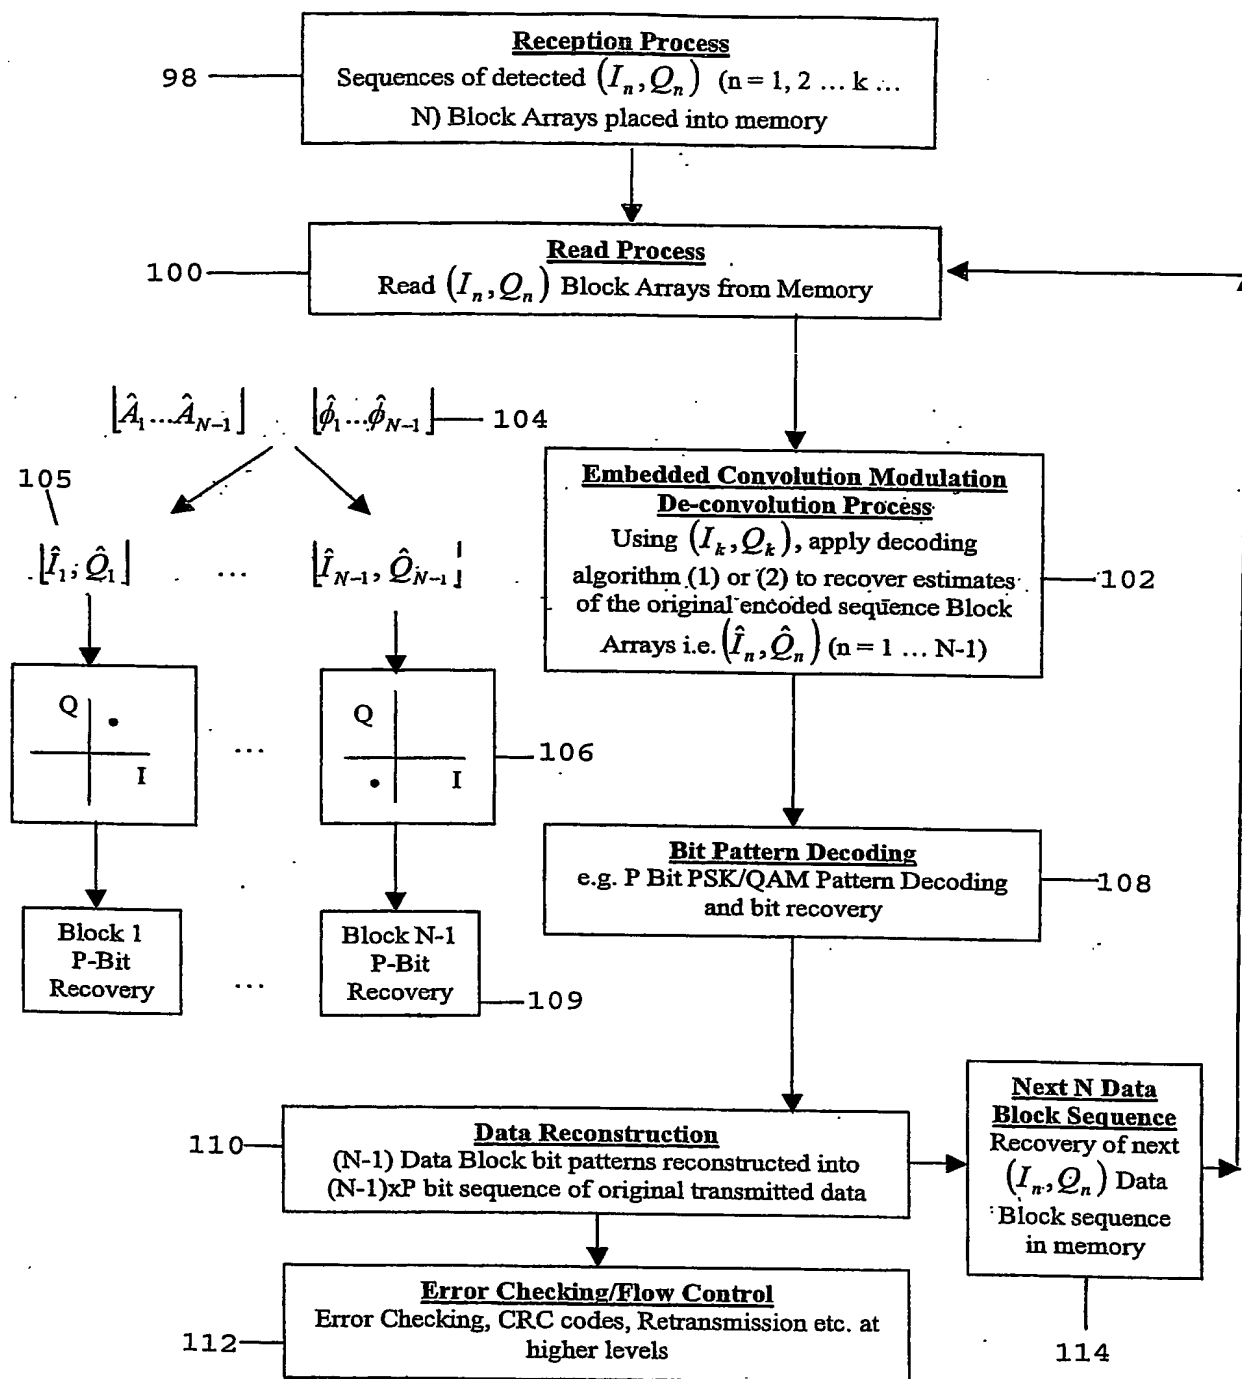 Reception Process
98
Sequences of detected (I_n, Q_n) (n = 1, 2 ... k ...
N) Block Arrays placed into memory
Read Process
100
Read (I_n, Q_n) Block Arrays from Memory
⌊Â_1...Â_{N-1}⌋ ⌊ϕ̂_1...ϕ̂_{N-1}⌋
104
105
⌊Î_1, Q̂_1⌋ ... ⌊Î_{N-1}, Q̂_{N-1}⌋
Embedded Convolution Modulation
De-convolution Process
Using (I_k, Q_k), apply decoding
algorithm (1) or (2) to recover estimates
of the original encoded sequence Block
Arrays i.e. (Î_n, Q̂_n) (n = 1 ... N-1)
102
Q
I
...
Q
I
106
Bit Pattern Decoding
e.g. P Bit PSK/QAM Pattern Decoding
and bit recovery
108
Block 1
P-Bit
Recovery
...
Block N-1
P-Bit
Recovery
109
110
Data Reconstruction
(N-1) Data Block bit patterns reconstructed into
(N-1)xP bit sequence of original transmitted data
Next N Data
Block Sequence
Recovery of next
(I_n, Q_n) Data
Block sequence
in memory
114
112
Error Checking/Flow Control
Error Checking, CRC codes, Retransmission etc. at
higher levels